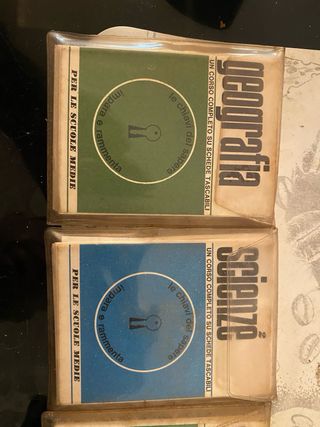 geografia
UN CORSO COMPLETO SU SCHEDE TASCABILI
le chiavi del sapere
impara e rammenta
PER LE SCUOLE MEDIE
scienze
2
UN CORSO COMPLETO SU SCHEDE TASCABILI
le chiavi del sapere
impara e rammenta
PER LE SCUOLE MEDIE